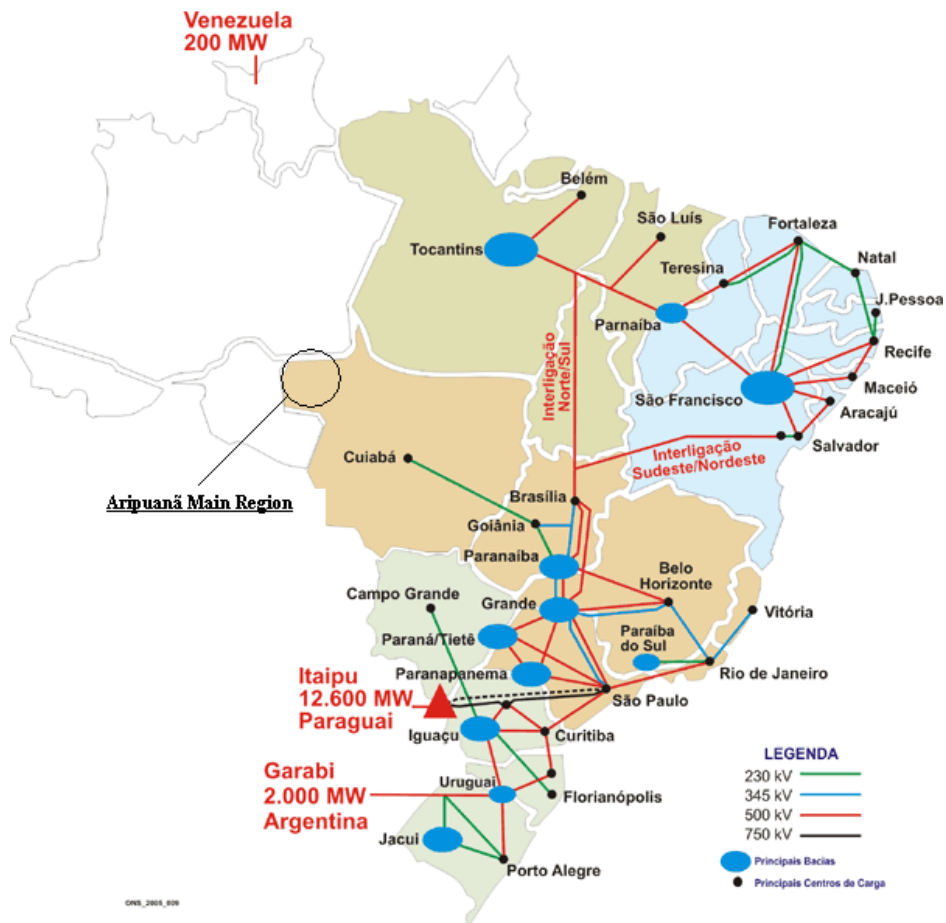 Venezuela
200 MW
Belém
São Luís
Fortaleza
Tocantins
Teresina
Natal
J.Pessoa
Parnaíba
Recife
Interligação
Norte/Sul
São Francisco
Maceió
Aracajú
Cuiabá
Salvador
Interligação
Sudeste/Nordeste
Aripuanã Main Region
Brasília
Goiânia
Paranaíba
Belo
Horizonte
Campo Grande
Grande
Vitória
Paraná/Tietê
Paraíba
do Sul
Paranapanema
Rio de Janeiro
Itaipu
12.600 MW
Paraguai
São Paulo
Iguaçu
Curitiba
Garabi
2.000 MW
Argentina
Uruguai
Florianópolis
Jacui
Porto Alegre
LEGENDA
230 kV
345 kV
500 kV
750 kV
Principais Bacias
Principais Centros de Carga
ONS_2005_009